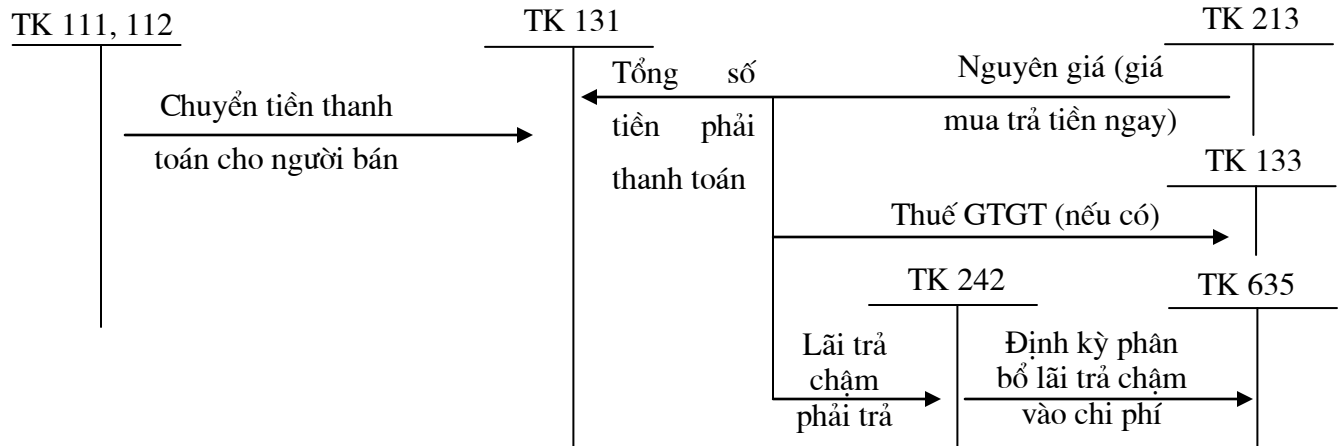 TK 111, 112
TK 131
TK 213
Chuyển tiền thanh
toán cho người bán
Tổng số
tiền phải
thanh toán
Nguyên giá (giá
mua trả tiền ngay)
TK 133
Thuế GTGT (nếu có)
TK 242
TK 635
Lãi trả
chậm
phải trả
Định kỳ phân
bổ lãi trả chậm
vào chi phí